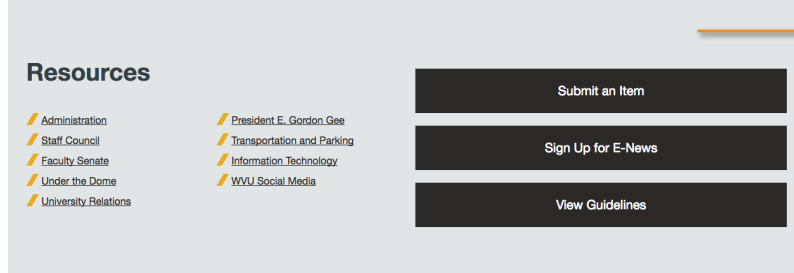 Resources
Administration
Staff Council
Faculty Senate
Under the Dome
University Relations
President E. Gordon Gee
Transportation and Parking
Information Technology
WVU Social Media
Submit an Item
Sign Up for E-News
View Guidelines